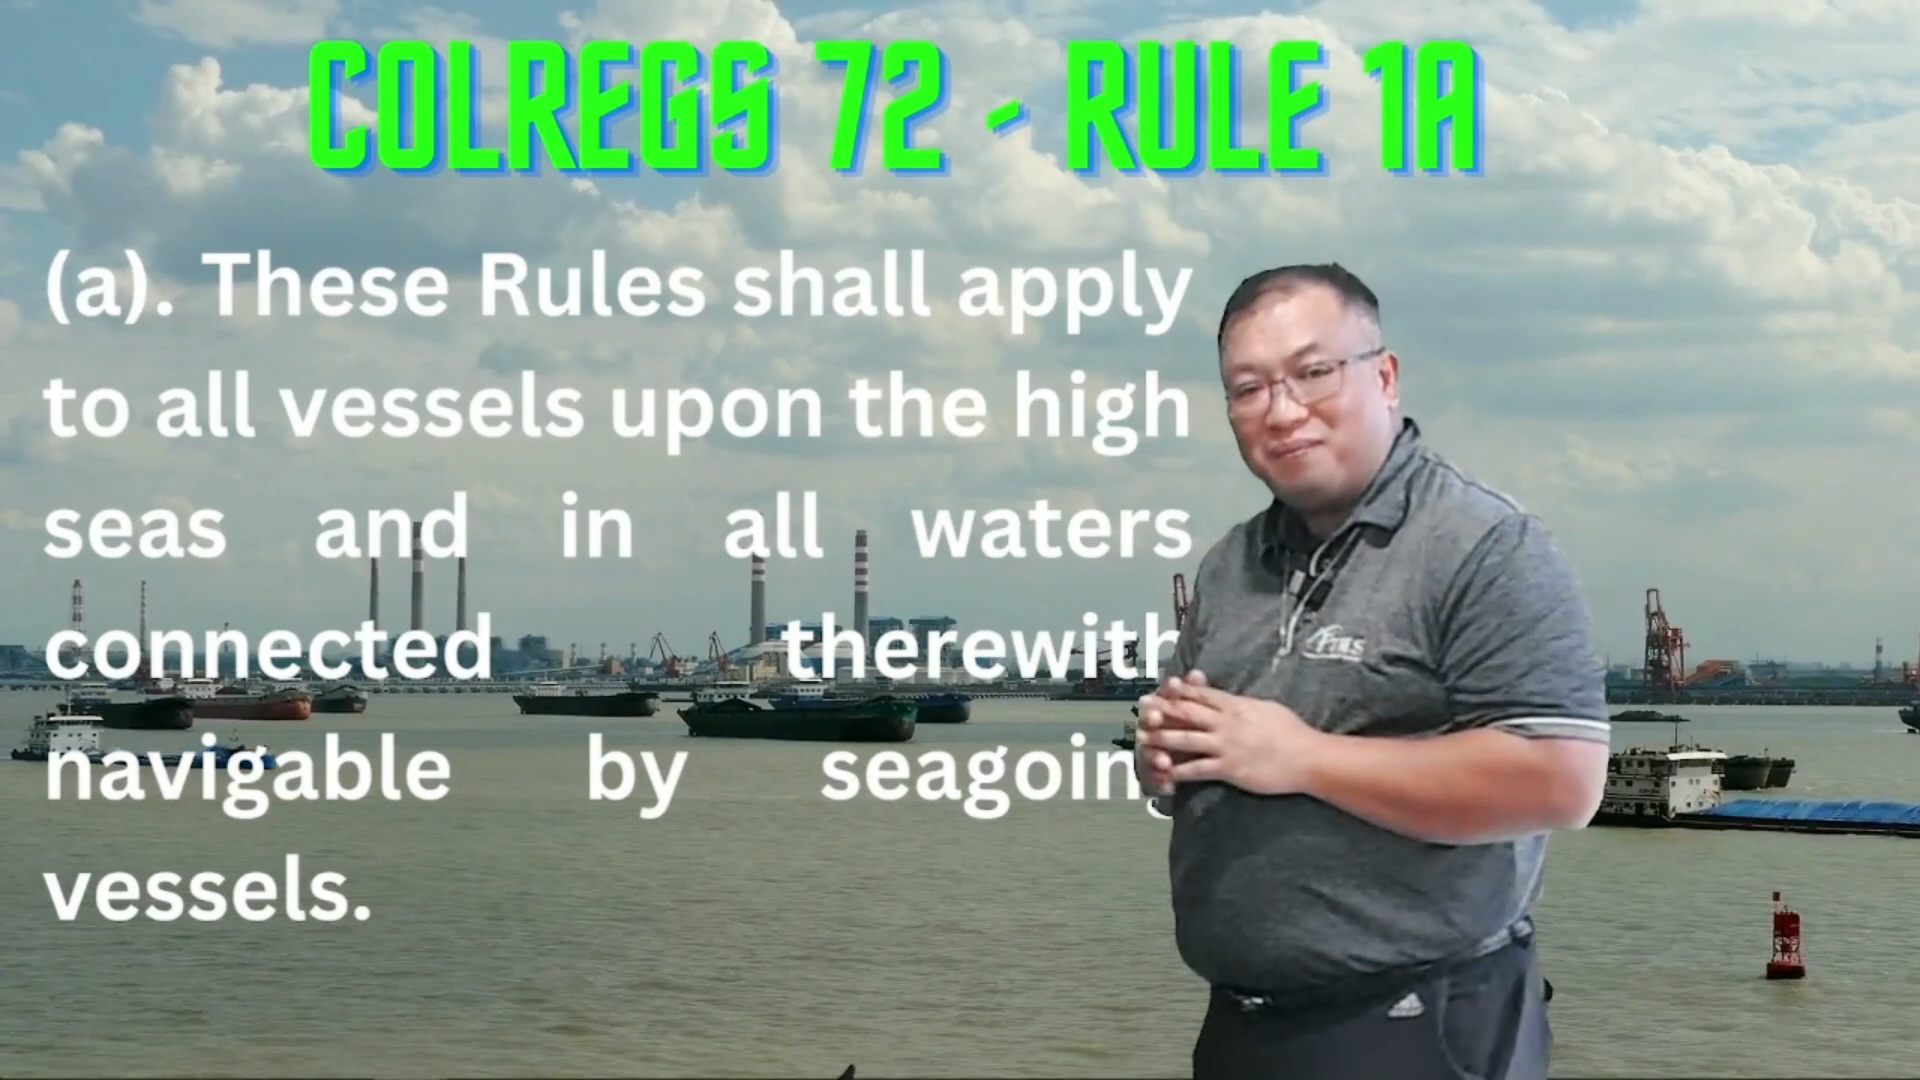 COLREGS 72 - RULE 1A
(a). These Rules shall apply
to all vessels upon the high
seas and in all waters
connected therewith
navigable by seagoing
vessels.